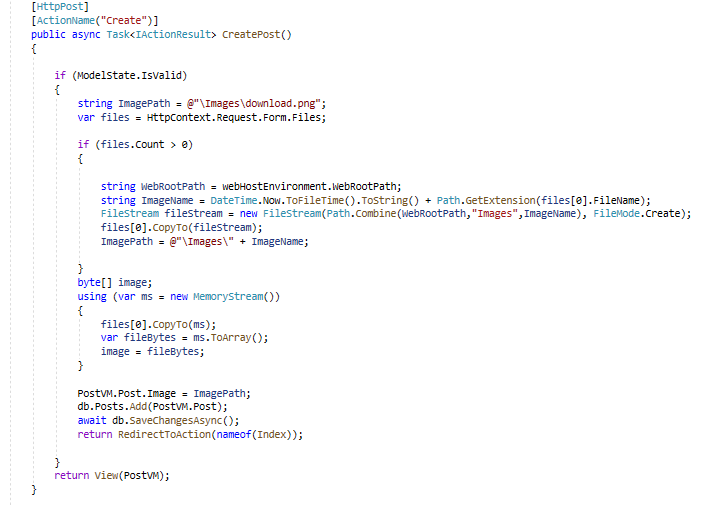 [HttpPost]
[ActionName("Create")]
public async Task<IActionResult> CreatePost()
{
if (ModelState.IsValid)
{
string ImagePath = @"\Images\download.png";
var files = HttpContext.Request.Form.Files;
if (files.Count > 0)
{
string WebRootPath = webHostEnvironment.WebRootPath;
string ImageName = DateTime.Now.ToFileTime().ToString() + Path.GetExtension(files[0].FileName);
FileStream fileStream = new FileStream(Path.Combine(WebRootPath,"Images",ImageName), FileMode.Create);
files[0].CopyTo(fileStream);
ImagePath = @"\Images\" + ImageName;
}
byte[] image;
using (var ms = new MemoryStream())
{
files[0].CopyTo(ms);
var fileBytes = ms.ToArray();
image = fileBytes;
}
PostVM.Post.Image = ImagePath;
db.Posts.Add(PostVM.Post);
await db.SaveChangesAsync();
return RedirectToAction(nameof(Index));
}
return View(PostVM);
}